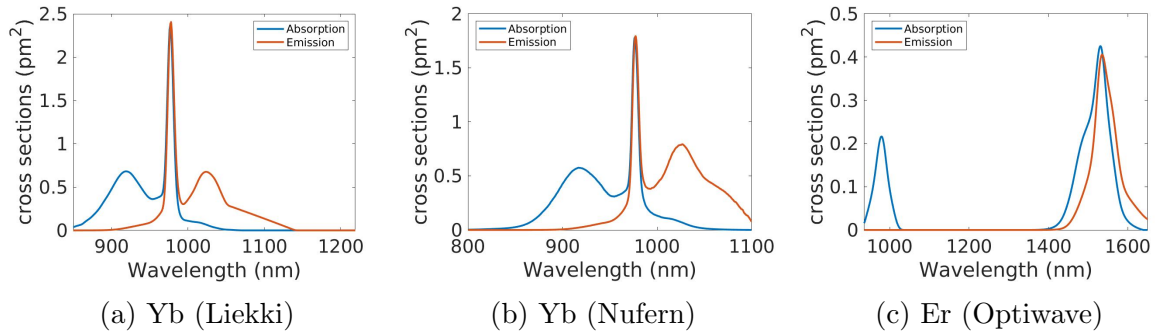 cross sections (pm²)
2.5
2
1.5
1
0.5
0
900
1000
1100
1200
Wavelength (nm)
Absorption
Emission
(a) Yb (Liekki)
cross sections (pm²)
2
1.5
1
0.5
0
800
900
1000
1100
Wavelength (nm)
Absorption
Emission
(b) Yb (Nufern)
cross sections (pm²)
0.5
0.4
0.3
0.2
0.1
0
1000
1200
1400
1600
Wavelength (nm)
Absorption
Emission
(c) Er (Optiwave)